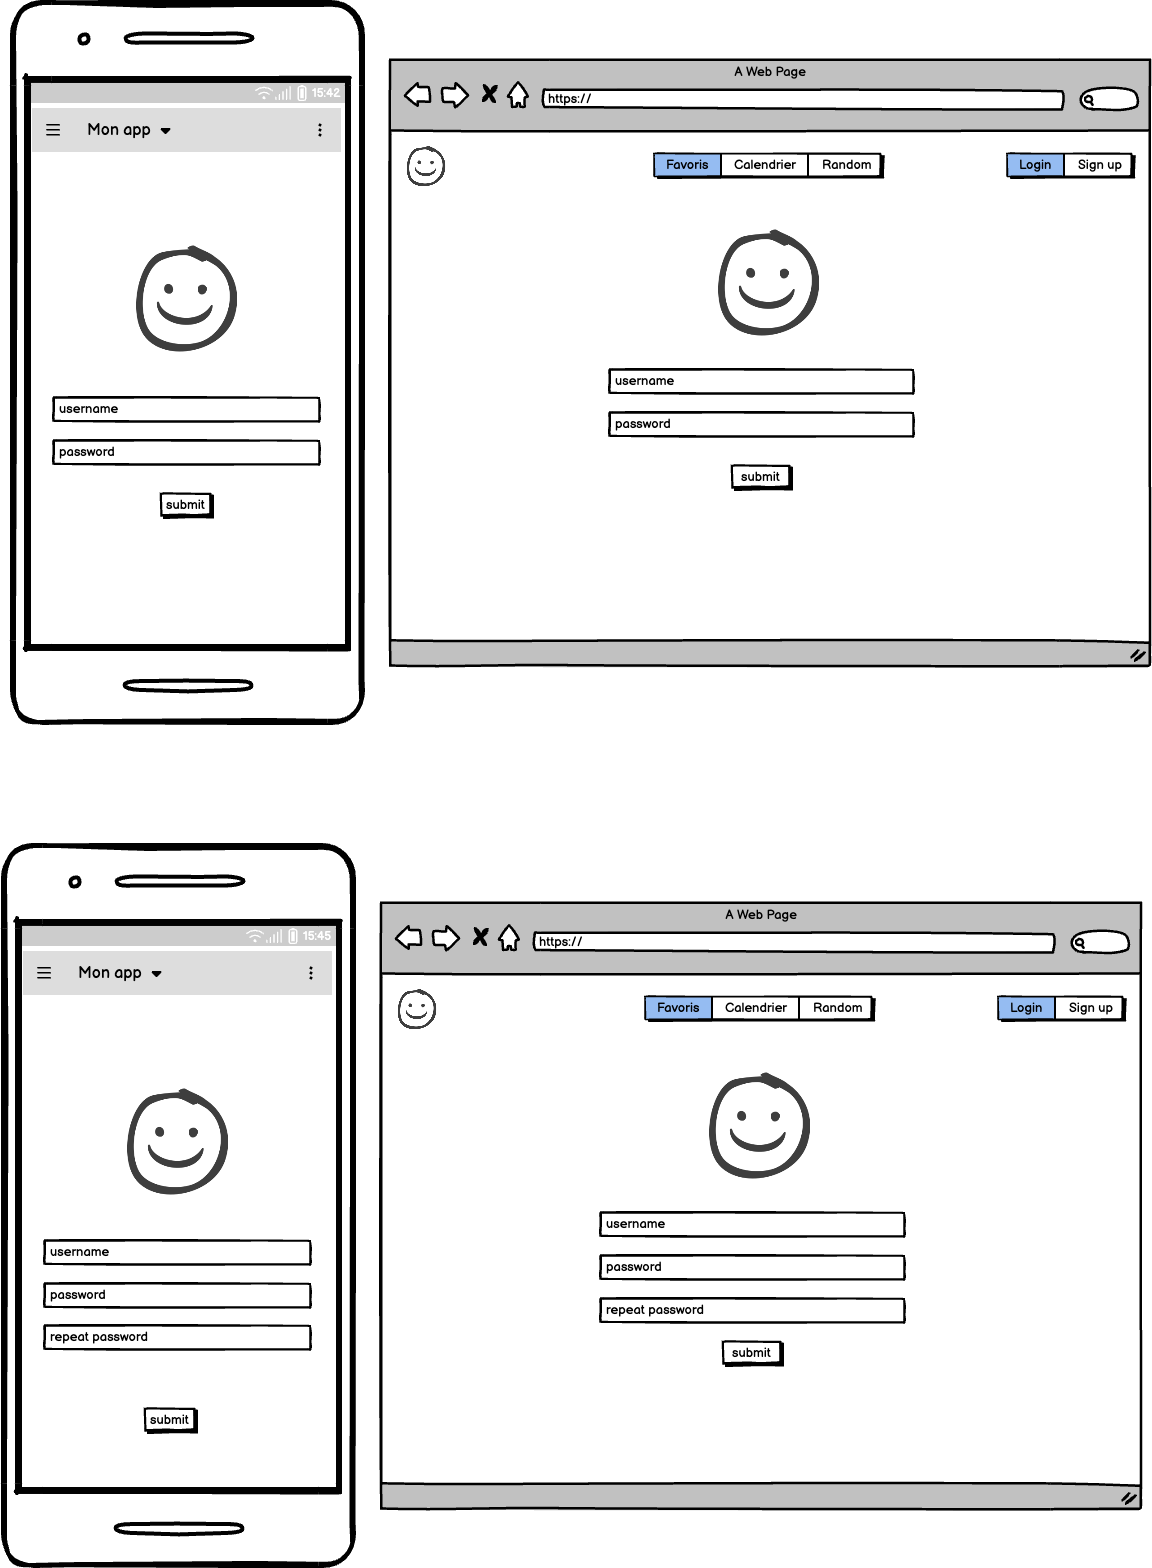 15:42
Mon app
username
password
submit
A Web Page
https://
Favoris Calendrier Random Login Sign up
username
password
submit
15:45
Mon app
username
password
repeat password
submit
A Web Page
https://
Favoris Calendrier Random Login Sign up
username
password
repeat password
submit